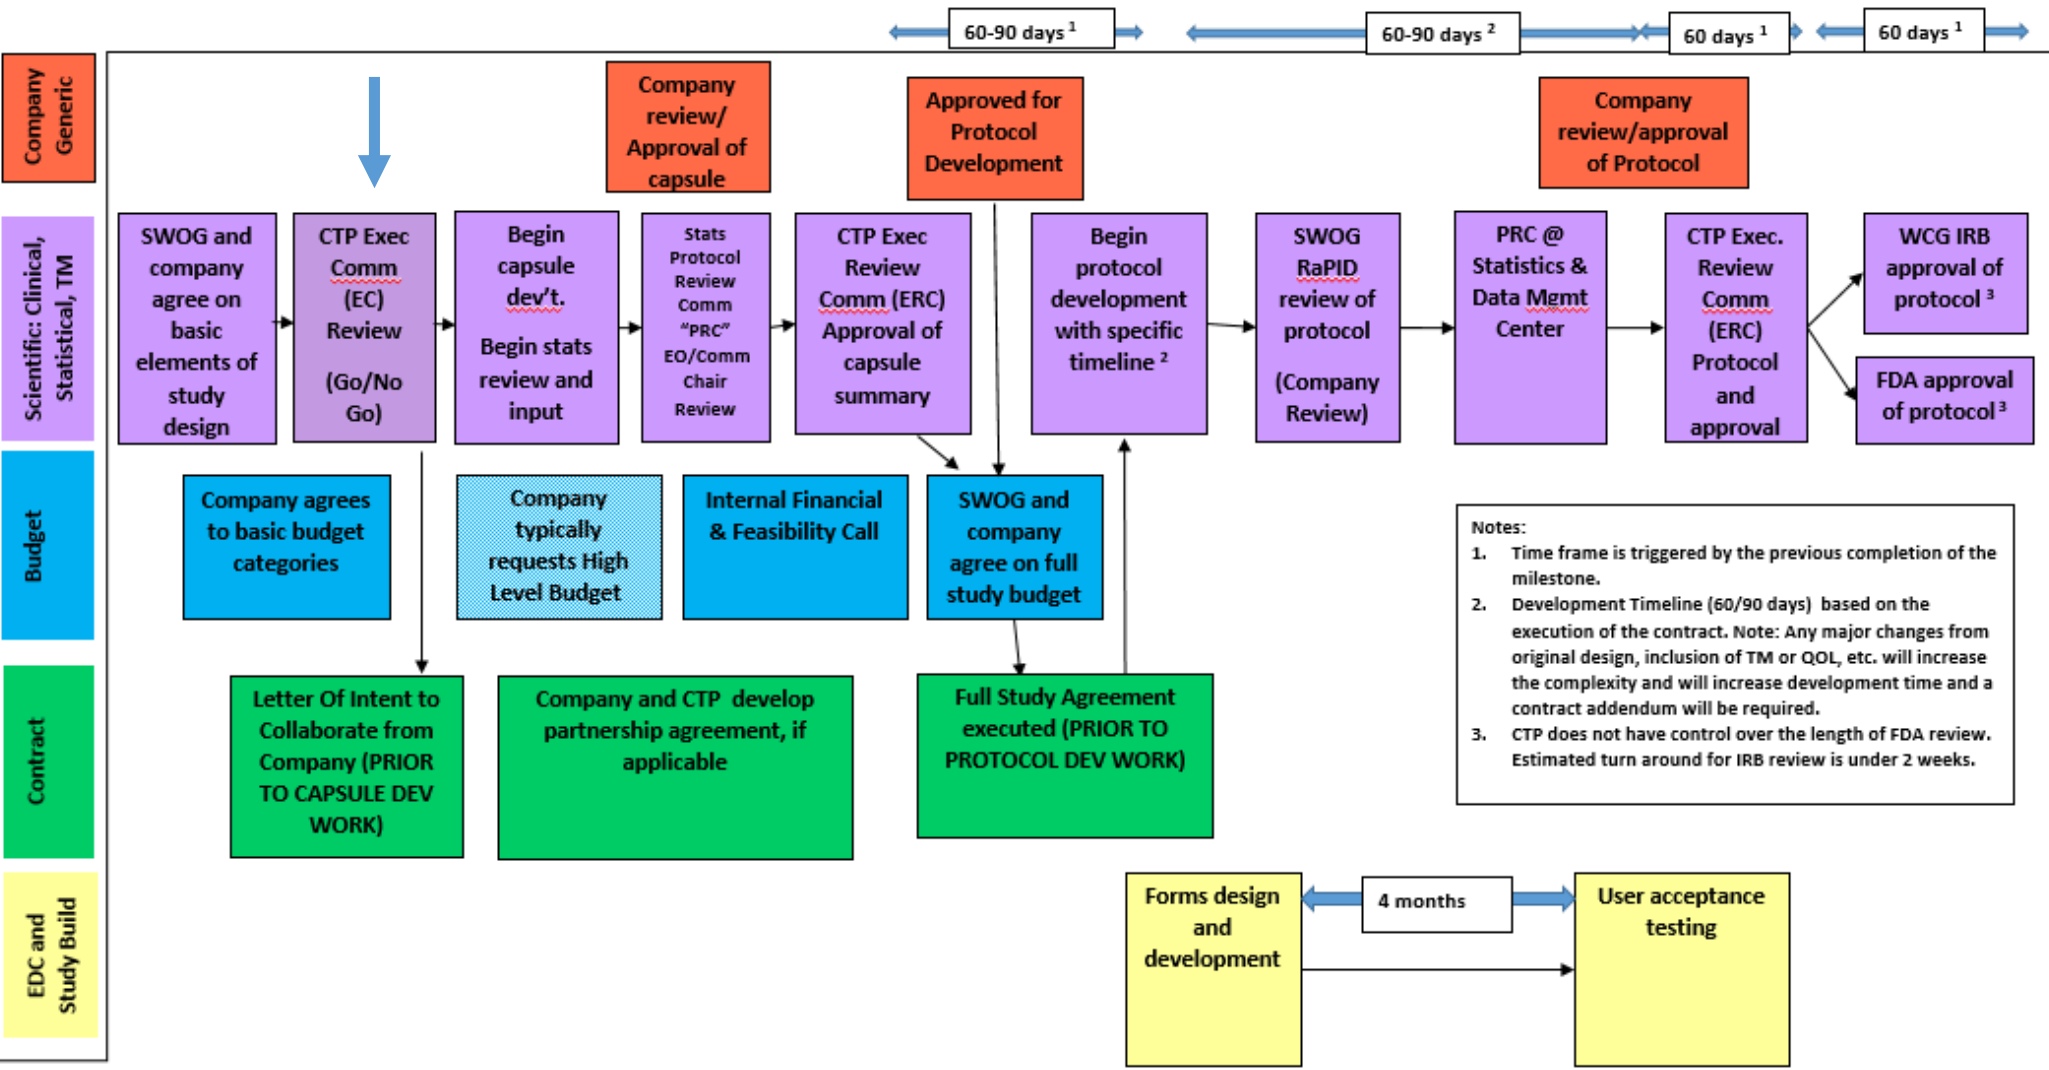 60-90 days 1
60-90 days 2
60 days 1
60 days 1
Company
Generic
Company
review/
Approval of
capsule
Approved for
Protocol
Development
Company
review/approval
of Protocol
Scientific: Clinical,
Statistical, TM
SWOG and
company
agree on
basic
elements of
study
design
CTP Exec
Comm
(EC)
Review
(Go/No
Go)
Begin
capsule
dev't.
Begin stats
review and
input
Stats
Protocol
Review
Comm
"PRC"
EO/Comm
Chair
Review
CTP Exec
Review
Comm (ERC)
Approval of
capsule
summary
Begin
protocol
development
with specific
timeline 2
SWOG
RaPID
review of
protocol
(Company
Review)
PRC @
Statistics &
Data Mgmt
Center
CTP Exec.
Review
Comm
(ERC)
Protocol
and
approval
WCG IRB
approval of
protocol 3
FDA approval
of protocol 3
Budget
Company agrees
to basic budget
categories
Company
typically
requests High
Level Budget
Internal Financial
& Feasibility Call
SWOG and
company
agree on full
study budget
Notes:
1. Time frame is triggered by the previous completion of the
milestone.
2. Development Timeline (60/90 days) based on the
execution of the contract. Note: Any major changes from
original design, inclusion of TM or QOL, etc. will increase
the complexity and will increase development time and a
contract addendum will be required.
3. CTP does not have control over the length of FDA review.
Estimated turn around for IRB review is under 2 weeks.
Contract
Letter Of Intent to
Collaborate from
Company (PRIOR
TO CAPSULE DEV
WORK)
Company and CTP develop
partnership agreement, if
applicable
Full Study Agreement
executed (PRIOR TO
PROTOCOL DEV WORK)
EDC and
Study Build
Forms design
and
development
4 months
User acceptance
testing